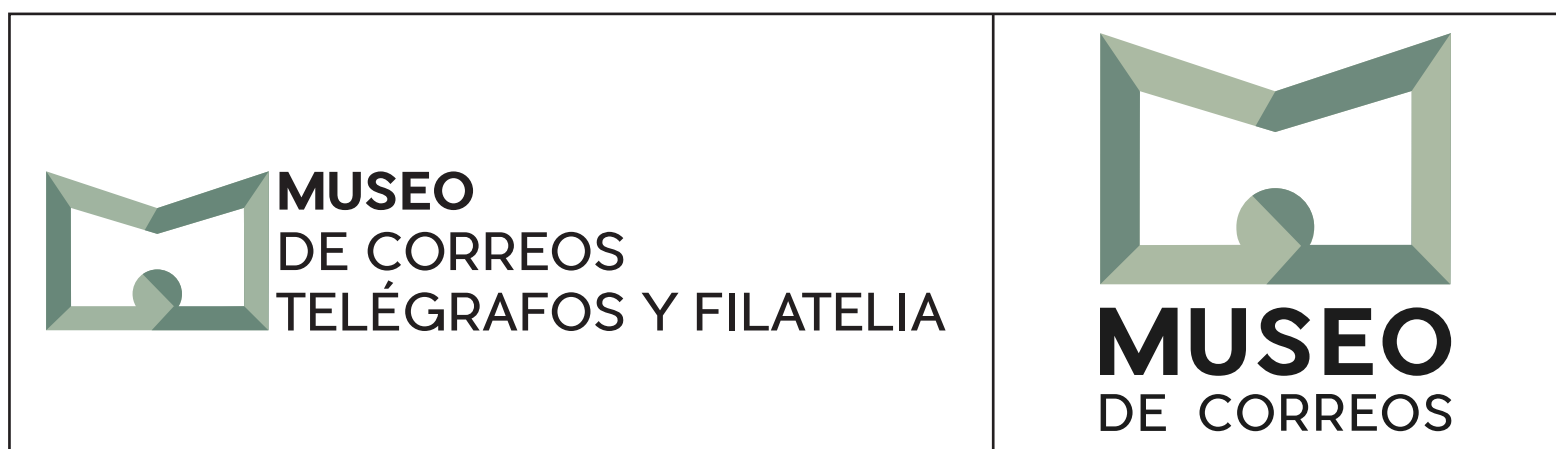 MUSEO
DE CORREOS
TELÉGRAFOS Y FILATELIA
MUSEO
DE CORREOS